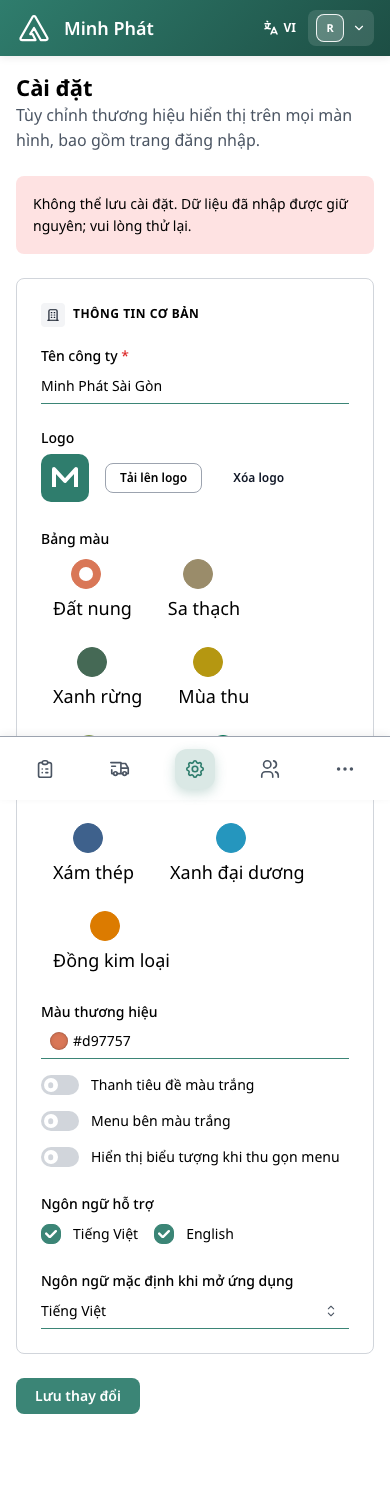 Minh Phát
VI
R
Cài đặt
Tùy chỉnh thương hiệu hiển thị trên mọi màn
hình, bao gồm trang đăng nhập.
Không thể lưu cài đặt. Dữ liệu đã nhập được giữ
nguyên; vui lòng thử lại.
THÔNG TIN CƠ BẢN
Tên công ty *
Minh Phát Sài Gòn
Logo
Tải lên logo
Xóa logo
Bảng màu
Đất nung
Sa thạch
Xanh rừng
Mùa thu
Xám thép
Xanh đại dương
Đồng kim loại
Màu thương hiệu
#d97757
Thanh tiêu đề màu trắng
Menu bên màu trắng
Hiển thị biểu tượng khi thu gọn menu
Ngôn ngữ hỗ trợ
Tiếng Việt
English
Ngôn ngữ mặc định khi mở ứng dụng
Tiếng Việt
Lưu thay đổi